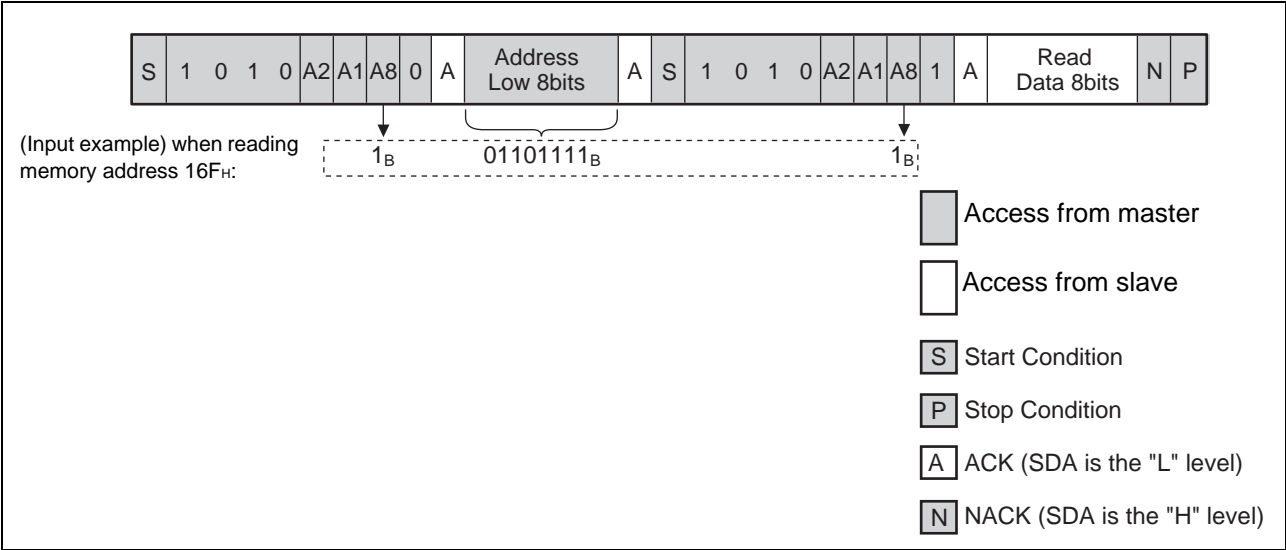 S 1 0 1 0 A2 A1 A8 0 A Address Low 8bits A S 1 0 1 0 A2 A1 A8 1 A Read Data 8bits N P
(Input example) when reading
memory address 16FH:
1B 01101111B 1B
Access from master
Access from slave
S Start Condition
P Stop Condition
A ACK (SDA is the "L" level)
N NACK (SDA is the "H" level)